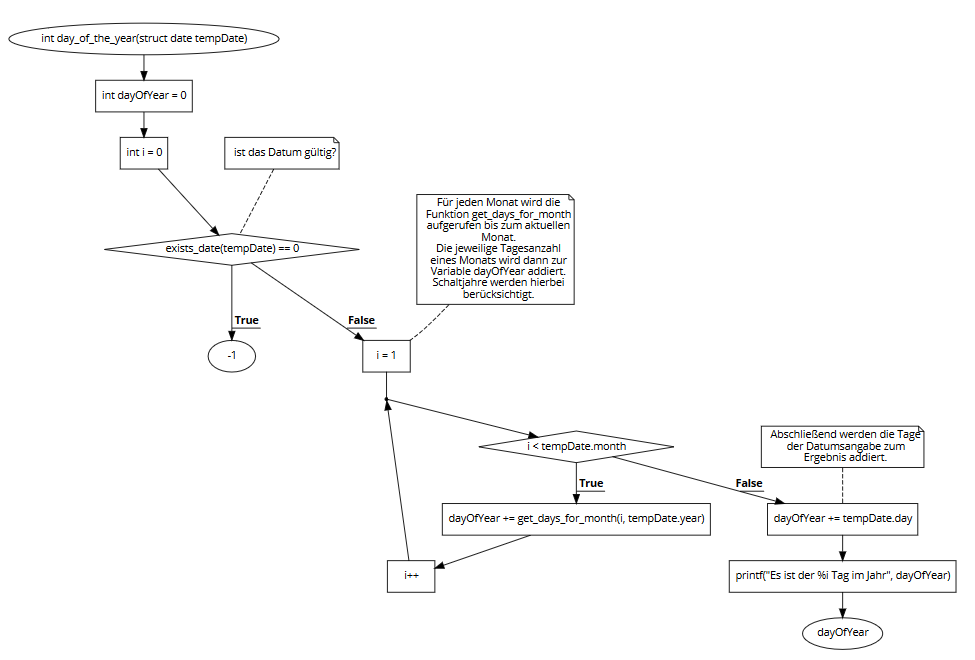 int day_of_the_year(struct date tempDate)
int dayOfYear = 0
int i = 0
ist das Datum gültig?
exists_date(tempDate) == 0
True
False
-1
Für jeden Monat wird die
Funktion get_days_for_month
aufgerufen bis zum aktuellen
Monat.
Die jeweilige Tagesanzahl
eines Monats wird dann zur
Variable dayOfYear addiert.
Schaltjahre werden hierbei
berücksichtigt.
i = 1
i < tempDate.month
True
False
dayOfYear += get_days_for_month(i, tempDate.year)
i++
Abschließend werden die Tage
der Datumsangabe zum
Ergebnis addiert.
dayOfYear += tempDate.day
printf("Es ist der %i Tag im Jahr", dayOfYear)
dayOfYear